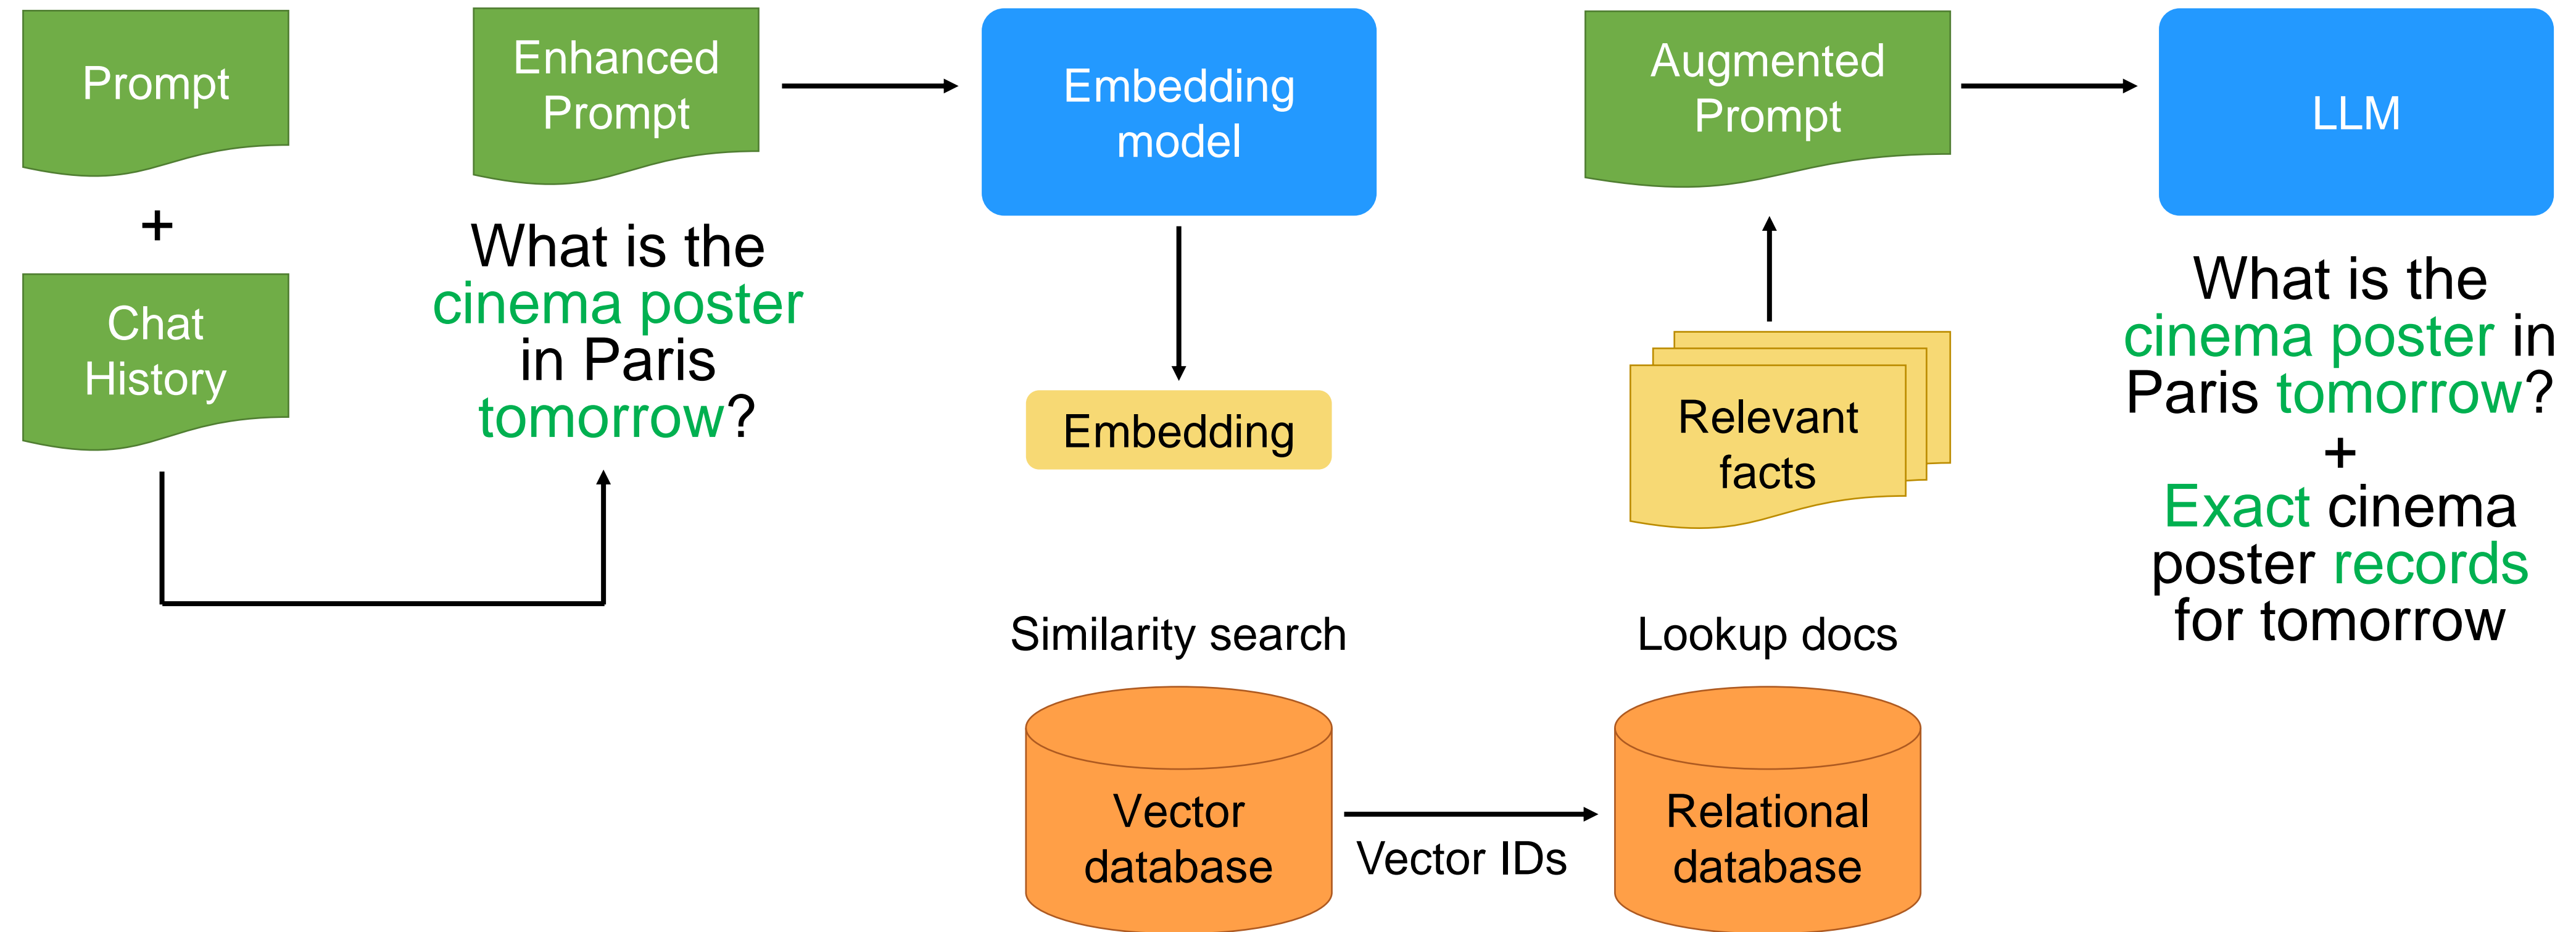 Prompt
+
Chat
History
Enhanced
Prompt
What is the
cinema poster
in Paris
tomorrow?
Embedding
model
Embedding
Similarity search
Vector
database
Vector IDs
Lookup docs
Relational
database
Relevant
facts
Augmented
Prompt
LLM
What is the
cinema poster in
Paris tomorrow?
+
Exact cinema
poster records
for tomorrow